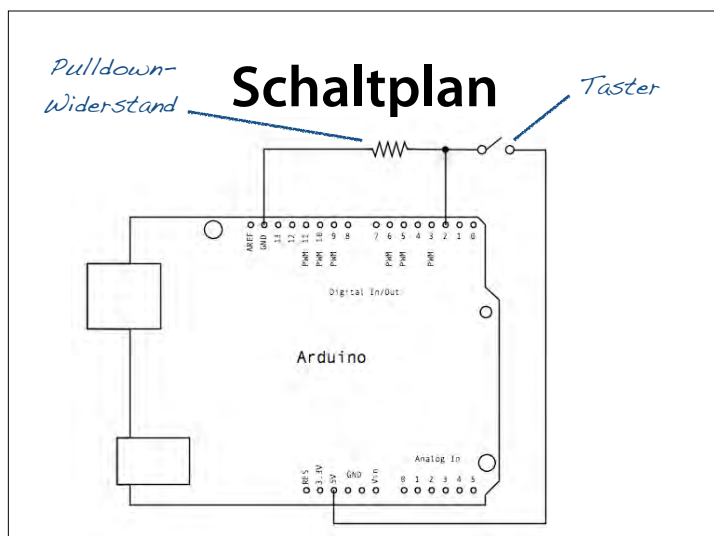 Pulldown-
Widerstand
Schaltplan
Taster
AREF
GND
13
12
11
10
9
8
7
6
5
4
3
2
1
0
PWM
PWM
PWM
PWM
PWM
PWM
Digital In/Out
Arduino
Analog In
RES
3.3V
5V
GND
Vin
0
1
2
3
4
5